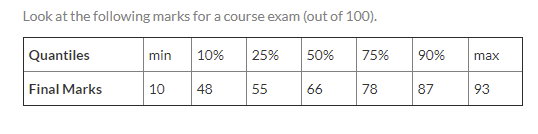 Look at the following marks for a course exam (out of 100).
Quantiles min 10% 25% 50% 75% 90% max
Final Marks 10 48 55 66 78 87 93